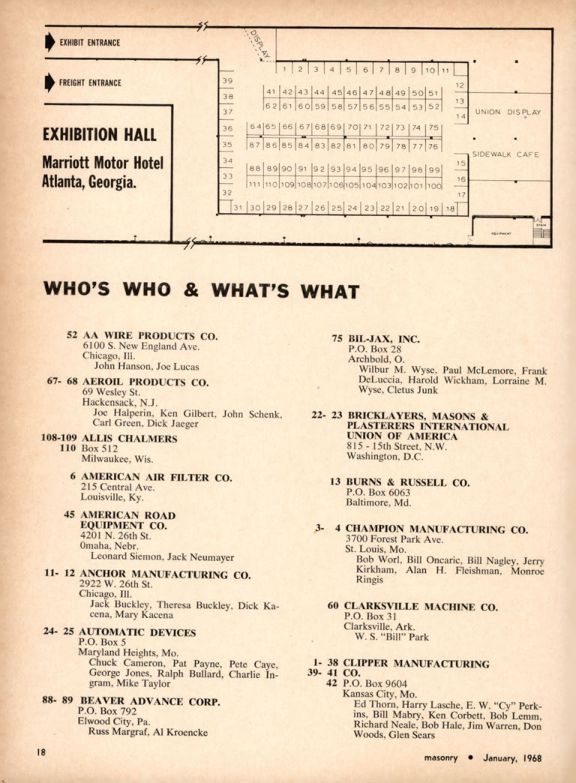 EXHIBIT ENTRANCE
FREIGHT ENTRANCE
EXHIBITION HALL
Marriott Motor Hotel
Atlanta, Georgia.
DISPLAY
1 2 3 4 5 6 7 8 9 10 11
39
38
37
36
35
34
33
32
12
13
14
15
16
17
41 42 43 44 45 46 47 48 49 50 51
62 61 60 59 58 57 56 55 54 53 52
64 65 66 67 68 69 70 71 72 73 74 75
87 86 85 84 83 82 81 80 79 78 77 76
88 89 90 91 92 93 94 95 96 97 98 99
111 110 109 108 107 106 105 104 103 102 101 100
31 30 29 28 27 26 25 24 23 22 21 20 19 18
UNION DISPLAY
SIDEWALK CAFE
EQUIPMENT
WHO'S WHO & WHAT'S WHAT
52 AA WIRE PRODUCTS CO.
6100 S. New England Ave.
Chicago, Ill.
John Hanson, Joe Lucas
67- 68 AEROIL PRODUCTS CO.
69 Wesley St.
Hackensack, N.J.
Joe Halperin, Ken Gilbert, John Schenk,
Carl Green, Dick Jaeger
108-109 ALLIS CHALMERS
110 Box 512
Milwaukee, Wis.
6 AMERICAN AIR FILTER CO.
215 Central Ave.
Louisville, Ky.
45 AMERICAN ROAD
EQUIPMENT CO.
4201 N. 26th St.
Omaha, Nebr.
Leonard Siemon, Jack Neumayer
11- 12 ANCHOR MANUFACTURING CO.
2922 W. 26th St.
Chicago, Ill.
Jack Buckley, Theresa Buckley, Dick Ka-
cena, Mary Kacena
24- 25 AUTOMATIC DEVICES
P.O. Box 5
Maryland Heights, Mo.
Chuck Cameron, Pat Payne, Pete Caye,
George Jones, Ralph Bullard, Charlie In-
gram, Mike Taylor
88- 89 BEAVER ADVANCE CORP.
P.O. Box 792
Elwood City, Pa.
Russ Margraf, Al Kroencke
75 BIL-JAX, INC.
P.O. Box 28
Archbold, O.
Wilbur M. Wyse, Paul McLemore, Frank
DeLuccia, Harold Wickham, Lorraine M.
Wyse, Cletus Junk
22- 23 BRICKLAYERS, MASONS &
PLASTERERS INTERNATIONAL
UNION OF AMERICA
815 - 15th Street, N.W.
Washington, D.C.
13 BURNS & RUSSELL CO.
P.O. Box 6063
Baltimore, Md.
3- 4 CHAMPION MANUFACTURING CO.
3700 Forest Park Ave.
St. Louis, Mo.
Bob Worl, Bill Oncaric, Bill Nagley, Jerry
Kirkham, Alan H. Fleishman, Monroe
Ringis
60 CLARKSVILLE MACHINE CO.
P.O. Box 31
Clarksville, Ark.
W. S. "Bill" Park
1- 38 CLIPPER MANUFACTURING
39- 41 CO.
42 P.O. Box 9604
Kansas City, Mo.
Ed Thorn, Harry Lasche, E. W. "Cy" Perk-
ins, Bill Mabry, Ken Corbett, Bob Lemm,
Richard Neale, Bob Hale, Jim Warren, Don
Woods, Glen Sears
18
masonry • January, 1968